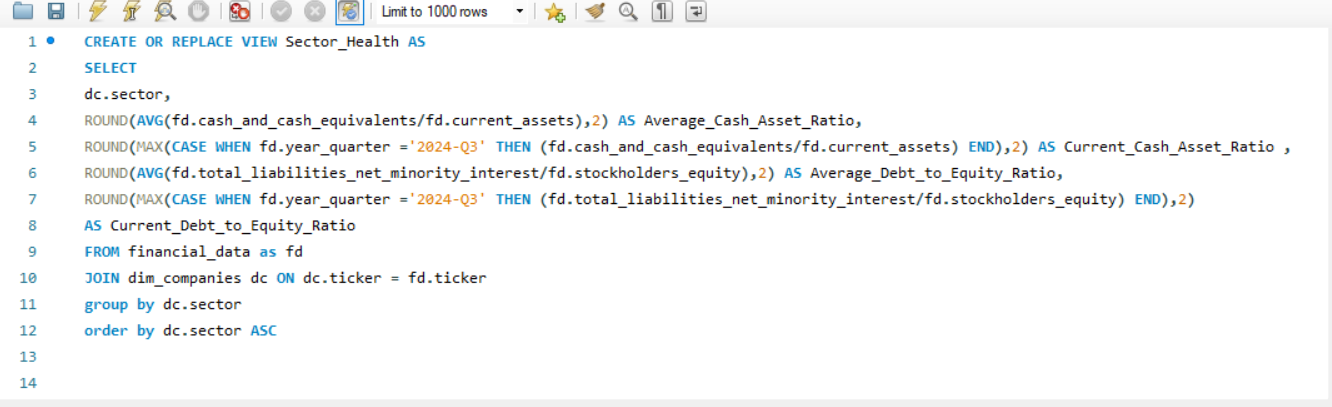 Limit to 1000 rows
1 CREATE OR REPLACE VIEW Sector_Health AS
2 SELECT
3 dc.sector,
4 ROUND(AVG(fd.cash_and_cash_equivalents/fd.current_assets),2) AS Average_Cash_Asset_Ratio,
5 ROUND(MAX(CASE WHEN fd.year_quarter ='2024-Q3' THEN (fd.cash_and_cash_equivalents/fd.current_assets) END),2) AS Current_Cash_Asset_Ratio ,
6 ROUND(AVG(fd.total_liabilities_net_minority_interest/fd.stockholders_equity),2) AS Average_Debt_to_Equity_Ratio,
7 ROUND(MAX(CASE WHEN fd.year_quarter ='2024-Q3' THEN (fd.total_liabilities_net_minority_interest/fd.stockholders_equity) END),2)
8 AS Current_Debt_to_Equity_Ratio
9 FROM financial_data as fd
10 JOIN dim_companies dc ON dc.ticker = fd.ticker
11 group by dc.sector
12 order by dc.sector ASC
13
14